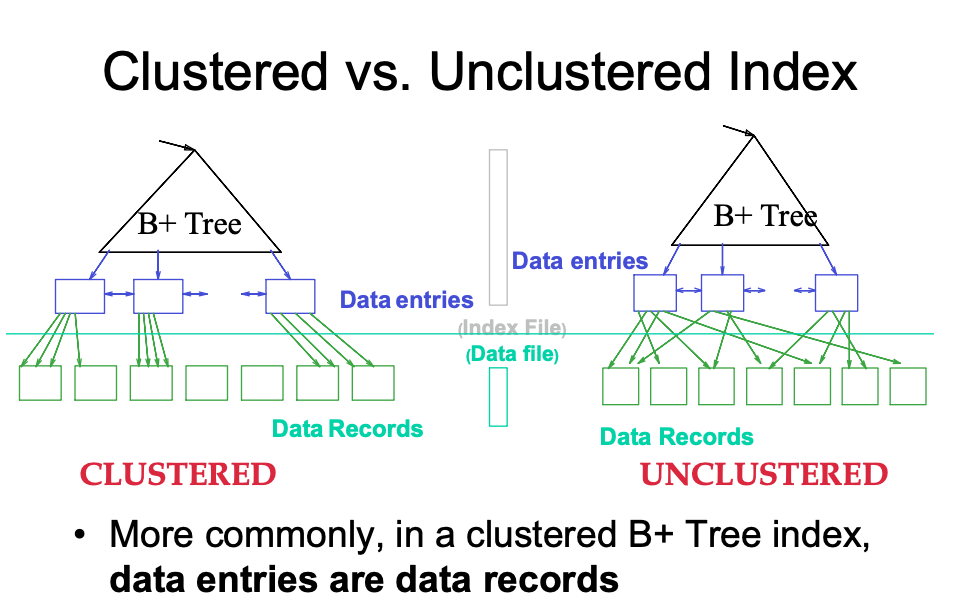 Clustered vs. Unclustered Index
B+ Tree
B+ Tree
Data entries
Data entries
(Index File)
(Data file)
Data Records
Data Records
CLUSTERED
UNCLUSTERED
• More commonly, in a clustered B+ Tree index,
data entries are data records